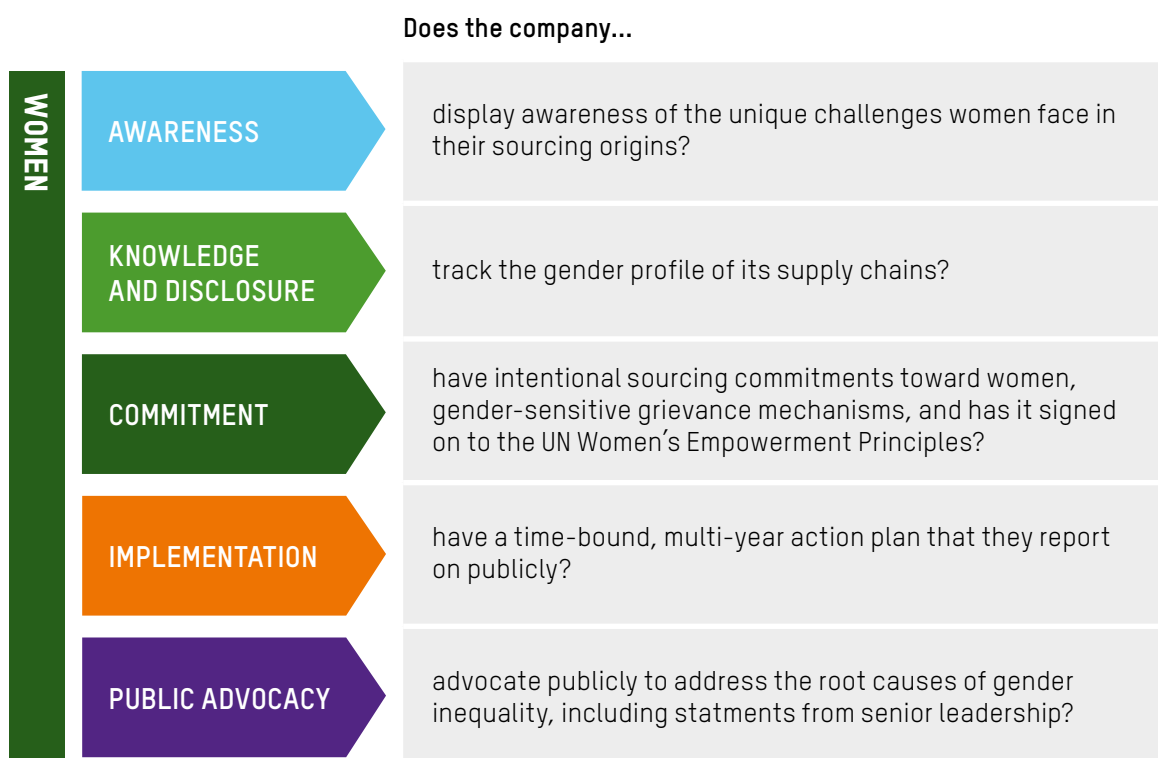 Does the company...
WOMEN
AWARENESS
display awareness of the unique challenges women face in
their sourcing origins?
KNOWLEDGE
AND DISCLOSURE
track the gender profile of its supply chains?
COMMITMENT
have intentional sourcing commitments toward women,
gender-sensitive grievance mechanisms, and has it signed
on to the UN Women’s Empowerment Principles?
IMPLEMENTATION
have a time-bound, multi-year action plan that they report
on publicly?
PUBLIC ADVOCACY
advocate publicly to address the root causes of gender
inequality, including statments from senior leadership?